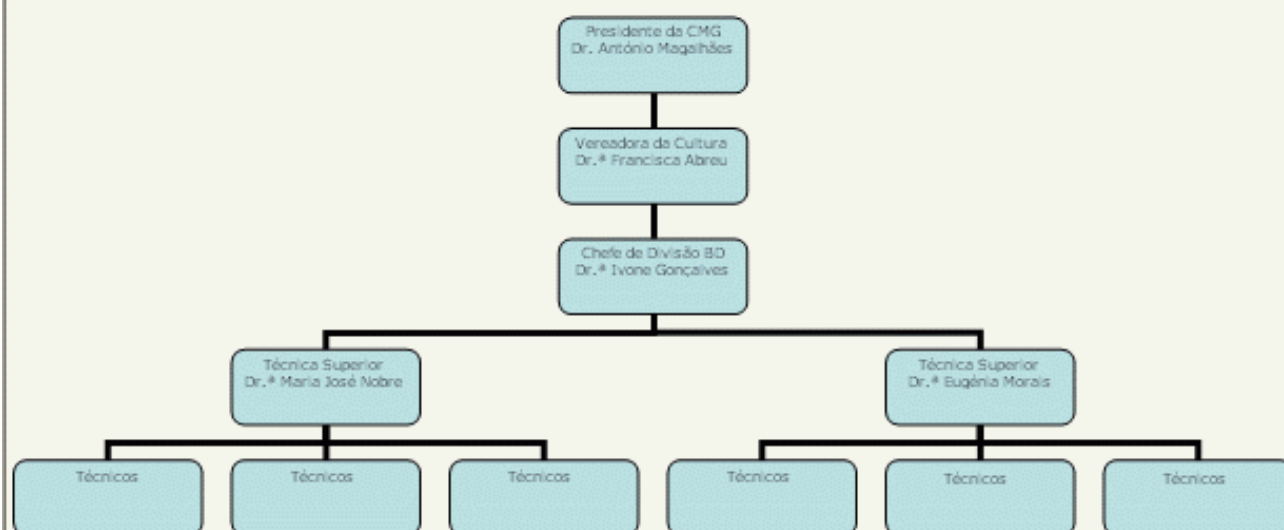 Presidente da CMG
Dr. António Magalhães
Vereadora da Cultura
Dr.ª Francisca Abreu
Chefe de Divisão BD
Dr.ª Ivone Gonçalves
Técnica Superior
Dr.ª Maria José Nobre
Técnica Superior
Dr.ª Eugénia Morais
Técnicos
Técnicos
Técnicos
Técnicos
Técnicos
Técnicos